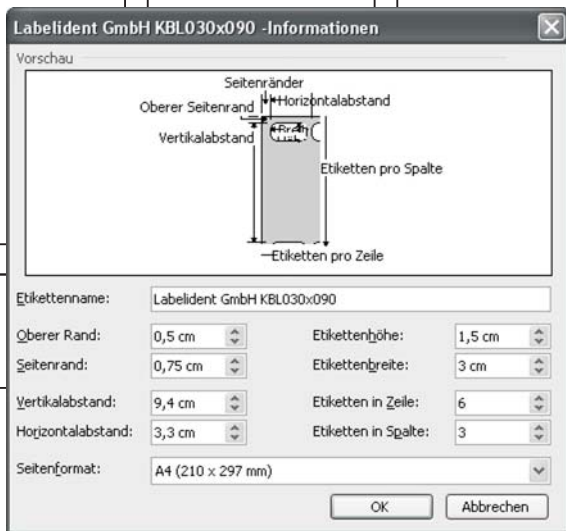 Labelident GmbH KBL030x090 -Informationen
Vorschau
Seitenränder
Oberer Seitenrand Horizontalabstand
Vertikalabstand
Etiketten pro Spalte
Etiketten pro Zeile
Etikettenname: Labelident GmbH KBL030x090
Oberer Rand: 0,5 cm Etikettenhöhe: 1,5 cm
Seitenrand: 0,75 cm Etikettenbreite: 3 cm
Vertikalabstand: 9,4 cm Etiketten in Zeile: 6
Horizontalabstand: 3,3 cm Etiketten in Spalte: 3
Seitenformat: A4 (210 x 297 mm)
OK Abbrechen